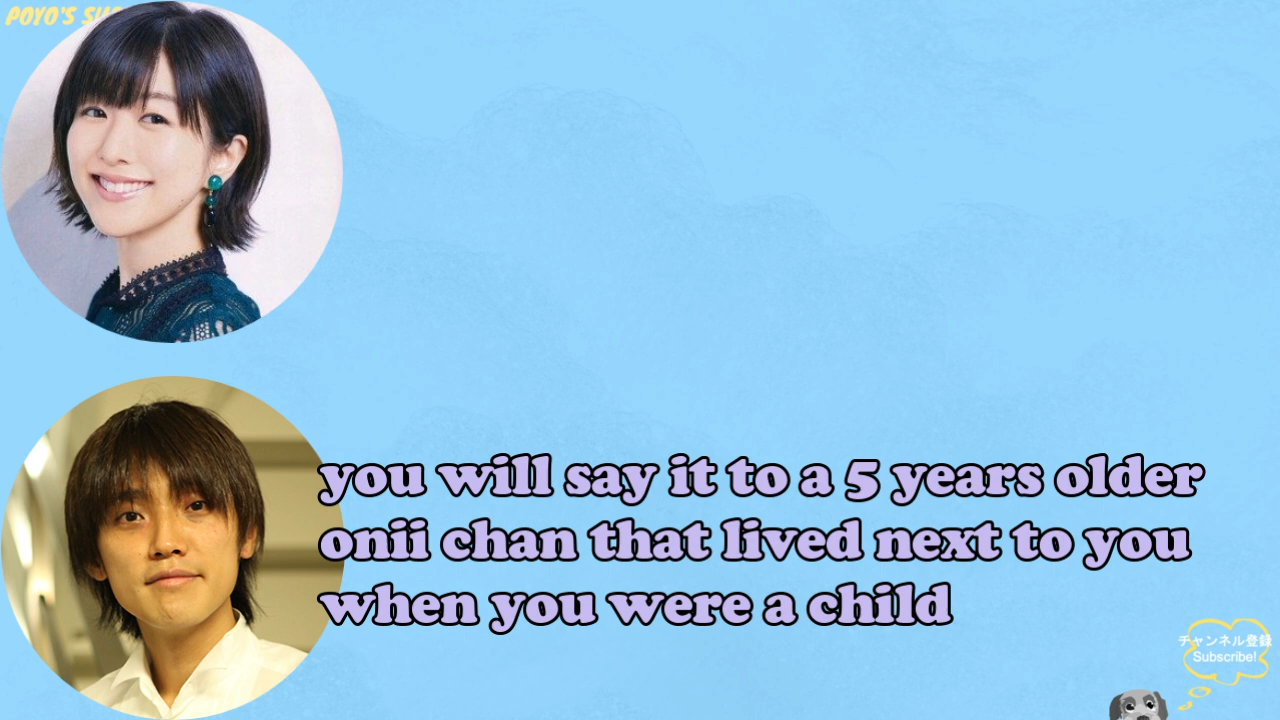 POYO'S
you will say it to a 5 years older
onii chan that lived next to you
when you were a child
チャンネル登録
Subscribe!